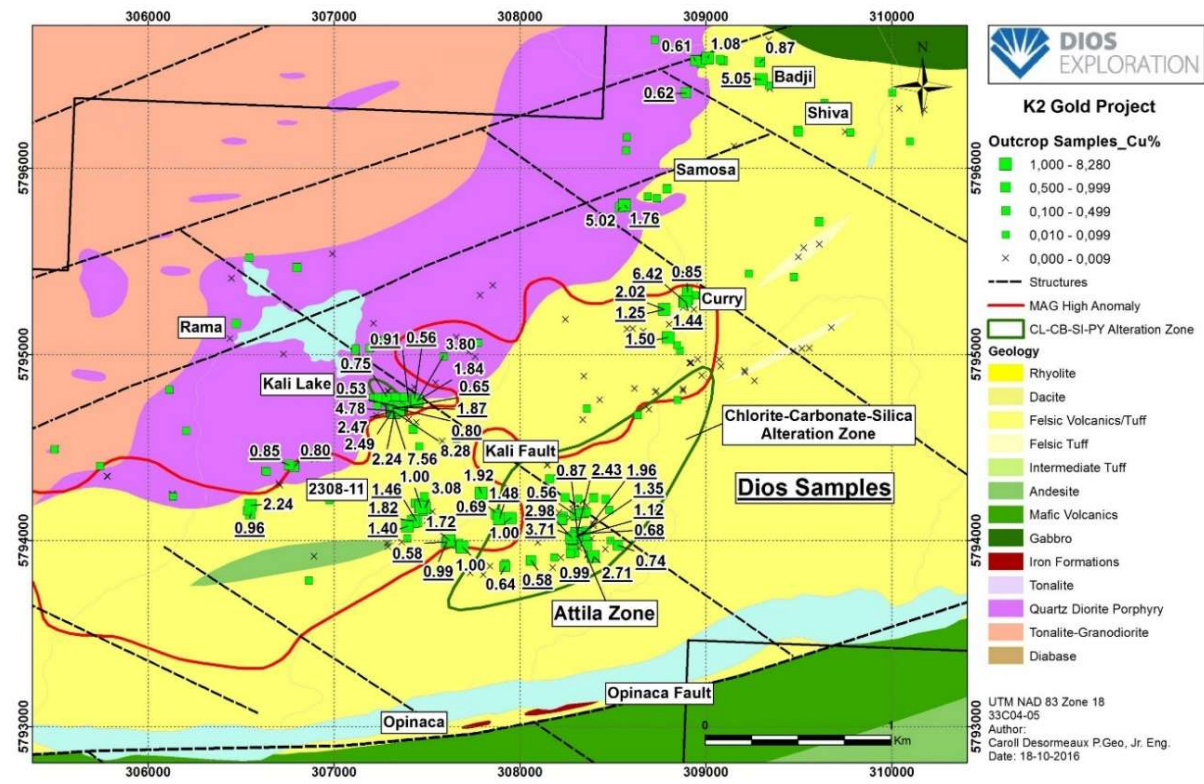 306000 307000 308000 309000 310000
DIOS
EXPLORATION
K2 Gold Project
Outcrop Samples_Cu%
1,000 - 8,280
0,500 - 0,999
0,100 - 0,499
0,010 - 0,099
0,000 - 0,009
Structures
MAG High Anomaly
CL-CB-SI-PY Alteration Zone
Geology
Rhyolite
Dacite
Felsic Volcanics/Tuff
Felsic Tuff
Intermediate Tuff
Andesite
Mafic Volcanics
Gabbro
Iron Formations
Tonalite
Quartz Diorite Porphyry
Tonalite-Granodiorite
Diabase
UTM NAD 83 Zone 18
33C04-05
Author:
Caroll Desormeaux P.Geo, Jr. Eng.
Date: 18-10-2016
N
0.61 1.08 0.87
5.05 Badji
0.62
Shiva
5796000 5796000
Samosa
5.02 1.76
6.42 0.85
2.02 Curry
1.25
1.44
1.50
Rama
5795000 5795000
0.91 0.56 3.80
0.75 1.84
Kali Lake
0.53 0.65
4.78 1.87
2.47 0.80
2.49 8.28
2.24 7.56
Kali Fault
Chlorite-Carbonate-Silica
Alteration Zone
Dios Samples
0.85 0.80
2308-11
2.24
0.96
1.00 3.08 1.92
1.46 1.48 0.56 0.87 2.43 1.96
1.82 0.69 2.98 1.35
1.40 1.72 1.00 3.71 1.12
0.68
0.58 0.74
0.99 1.00 0.64 0.58 0.99 2.71
5794000 5794000
Attila Zone
Opinaca Fault
Opinaca
5793000 5793000
0 1
Km
306000 307000 308000 309000 310000